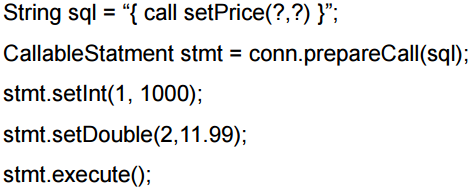 String sql = “{ call setPrice(?,?) }”;
CallableStatment stmt = conn.prepareCall(sql);
stmt.setInt(1, 1000);
stmt.setDouble(2,11.99);
stmt.execute();